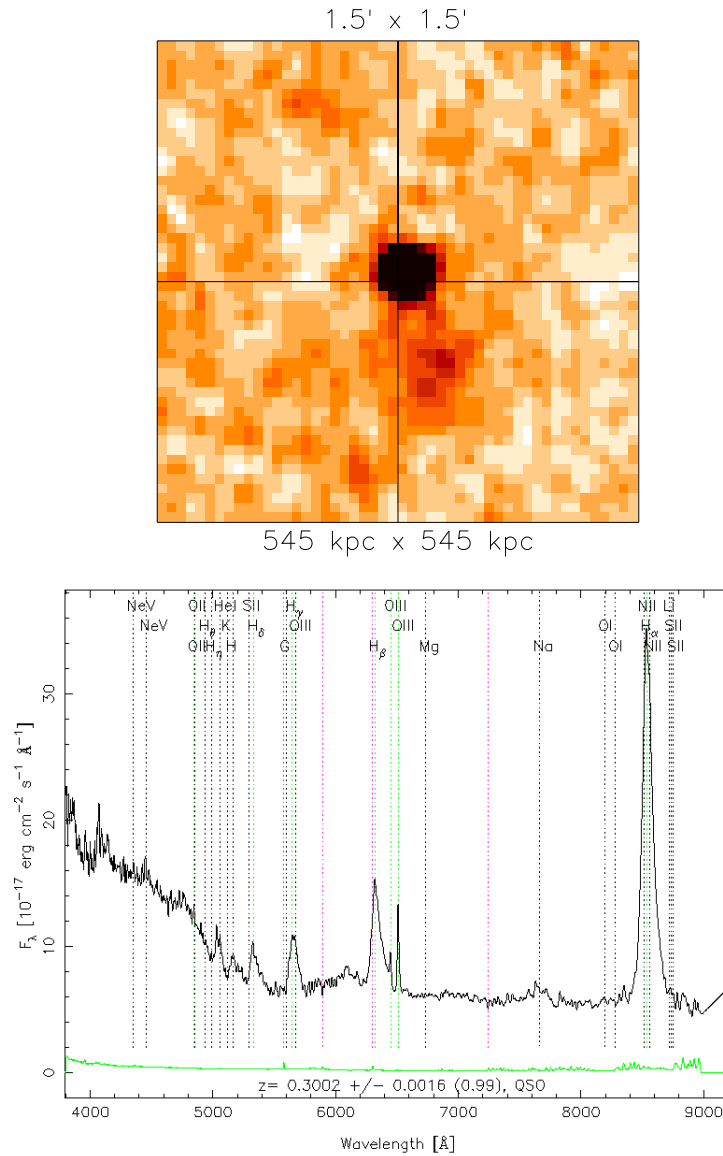 1.5' x 1.5'
545 kpc x 545 kpc
NeV OII HeI SII Hγ OIII NII Li
NeV Hθ K Hδ OIII OIII OI Hα SII
OII Hη H G Hβ Mg Na OI NII SII
30
20
10
0
Fλ [10⁻¹⁷ erg cm⁻² s⁻¹ Å⁻¹]
z= 0.3002 +/− 0.0016 (0.99), QSO
4000 5000 6000 7000 8000 9000
Wavelength [Å]